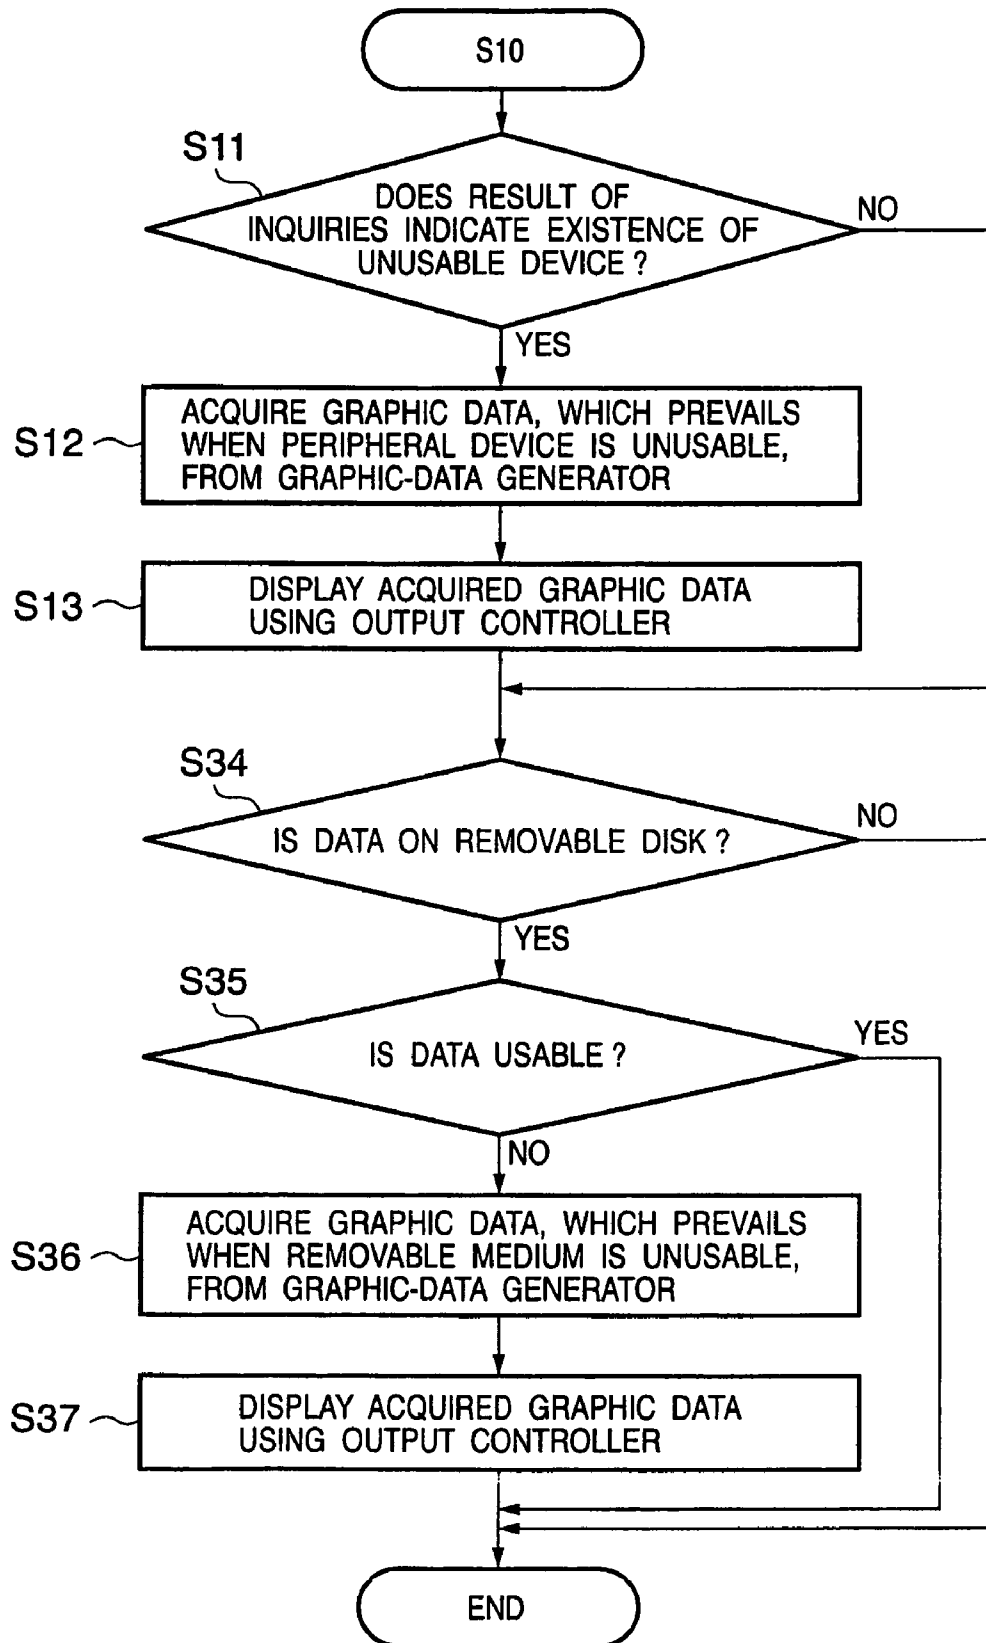 S10
S11
DOES RESULT OF
INQUIRIES INDICATE EXISTENCE OF
UNUSABLE DEVICE ?
NO
YES
S12
ACQUIRE GRAPHIC DATA, WHICH PREVAILS
WHEN PERIPHERAL DEVICE IS UNUSABLE,
FROM GRAPHIC-DATA GENERATOR
S13
DISPLAY ACQUIRED GRAPHIC DATA
USING OUTPUT CONTROLLER
S34
IS DATA ON REMOVABLE DISK ?
NO
YES
S35
IS DATA USABLE ?
YES
NO
S36
ACQUIRE GRAPHIC DATA, WHICH PREVAILS
WHEN REMOVABLE MEDIUM IS UNUSABLE,
FROM GRAPHIC-DATA GENERATOR
S37
DISPLAY ACQUIRED GRAPHIC DATA
USING OUTPUT CONTROLLER
END